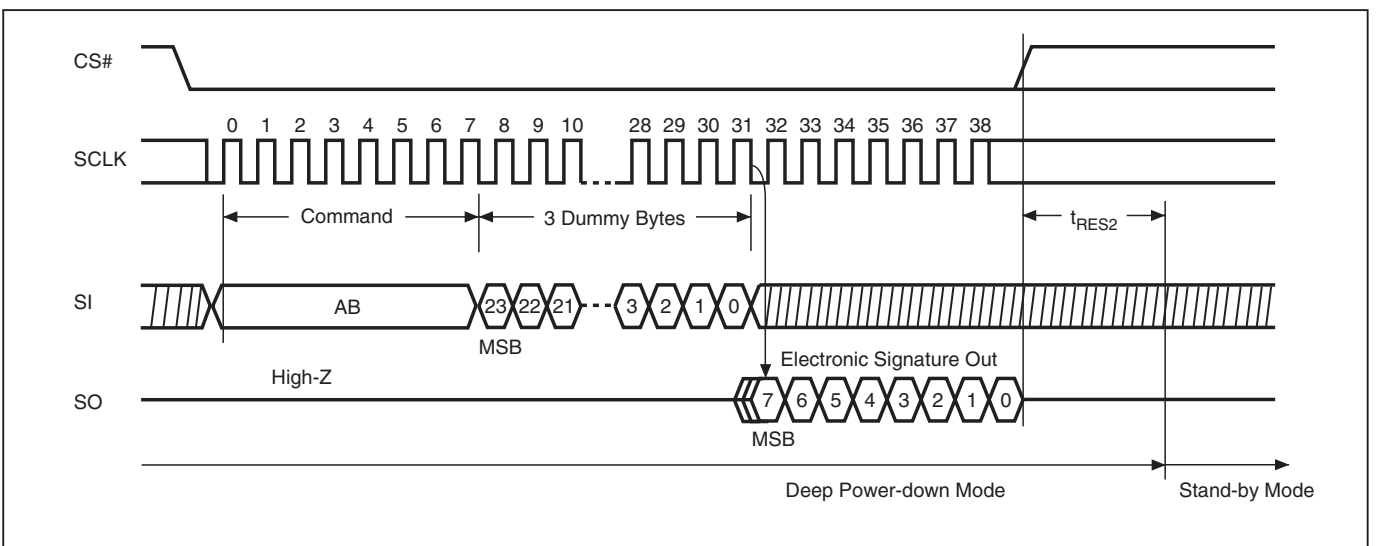 CS#
0 1 2 3 4 5 6 7 8 9 10 28 29 30 31 32 33 34 35 36 37 38
SCLK
Command 3 Dummy Bytes tRES2
SI AB 23 22 21 3 2 1 0
MSB
High-Z Electronic Signature Out
SO 7 6 5 4 3 2 1 0
MSB
Deep Power-down Mode Stand-by Mode